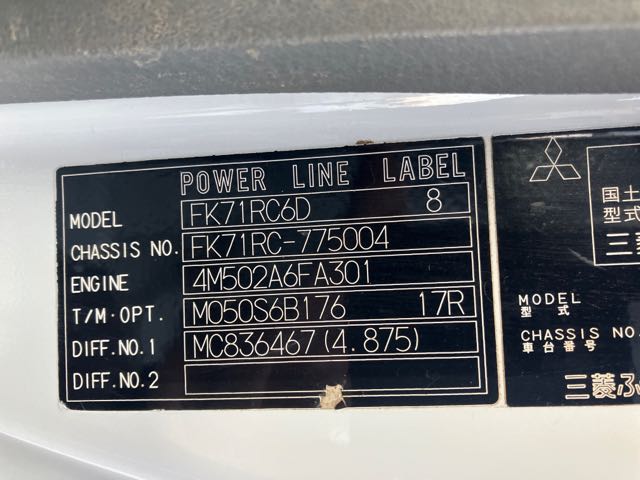 POWER LINE LABEL
MODEL FK71RC6D 8
CHASSIS NO. FK71RC-775004
ENGINE 4M502A6FA301
T/M·OPT. M050S6B176 17R
DIFF.NO.1 MC836467(4.875)
DIFF.NO.2
国土
型式
三菱
MODEL
型式
CHASSIS NO.
車台番号
三菱ふ